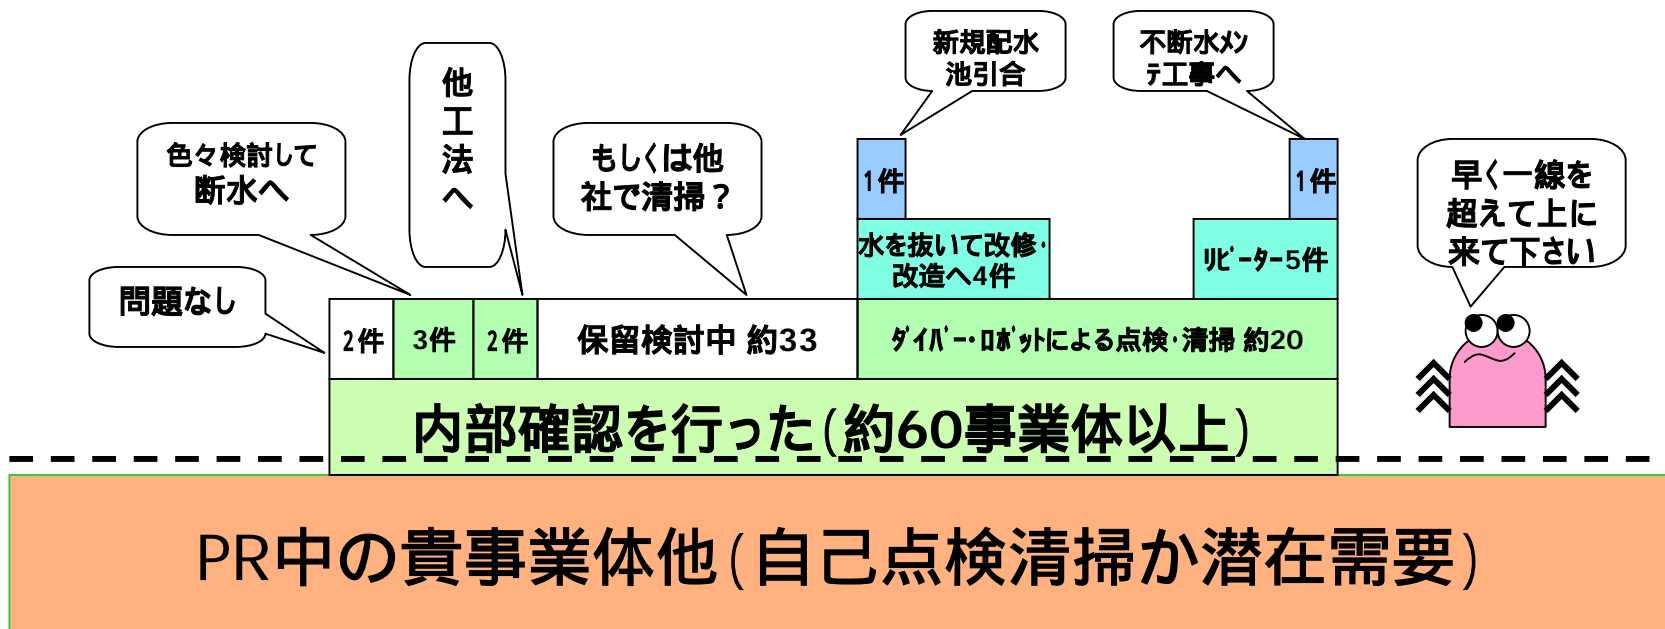 新規配水
池引合
不断水ﾒﾝ
ﾃ工事へ
他
工
法
へ
色々検討して
断水へ
もしくは他
社で清掃？
早く一線を
超えて上に
来て下さい
1件
1件
水を抜いて改修･
改造へ4件
ﾘﾋﾟｰﾀｰ5件
問題なし
2件
3件
2件
保留検討中 約33
ﾀﾞｲﾊﾞｰ･ﾛﾎﾞｯﾄによる点検･清掃 約20
内部確認を行った(約60事業体以上)
PR中の貴事業体他(自己点検清掃か潜在需要)